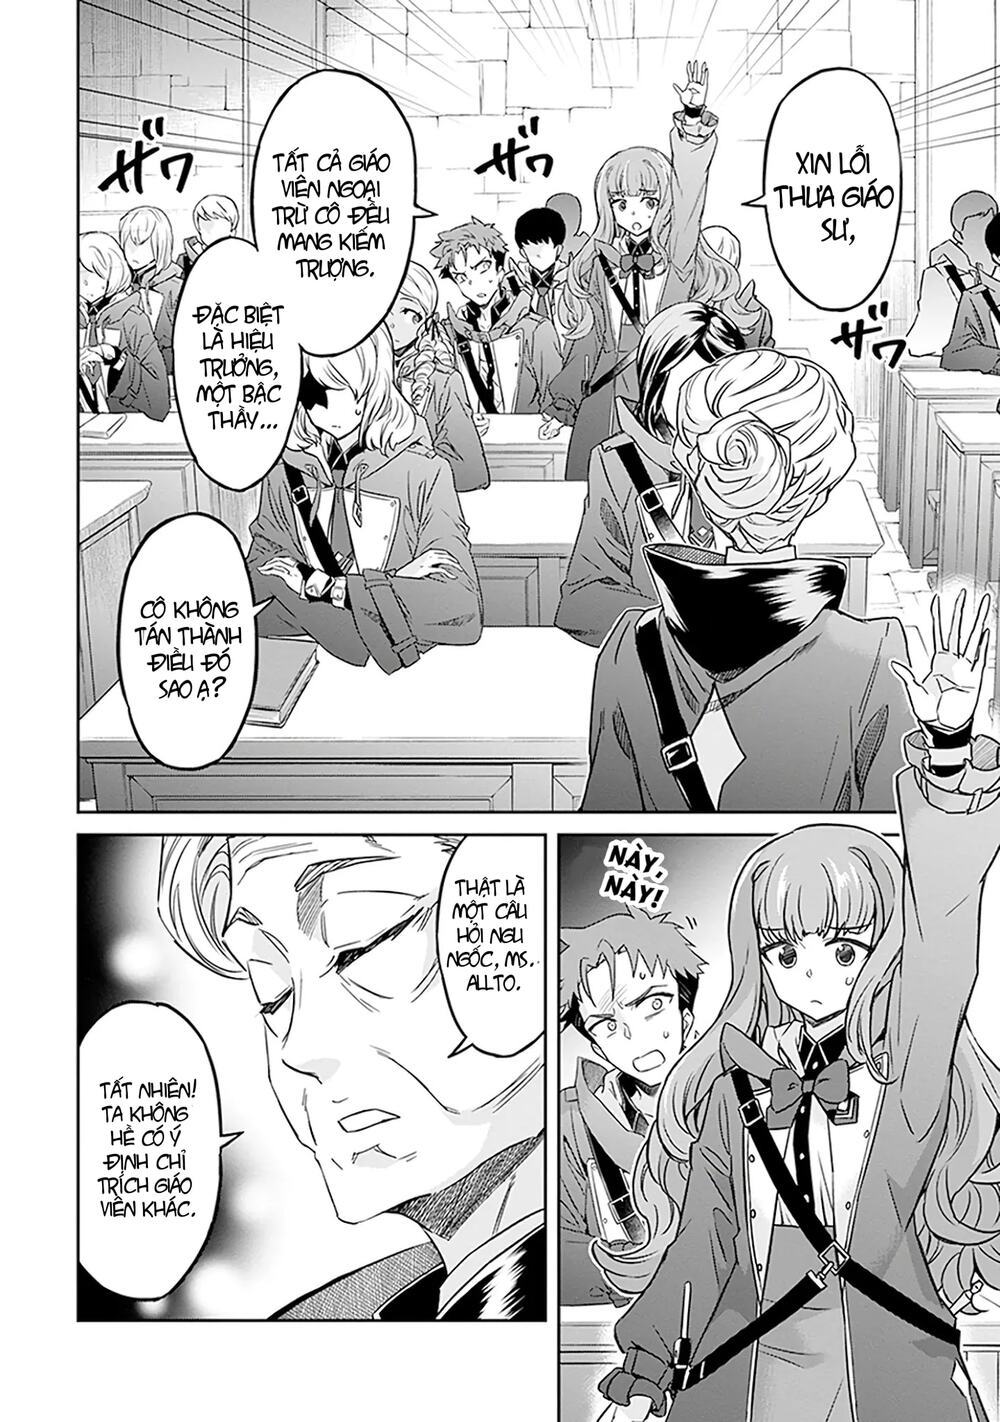 XIN LỖI
THƯA GIÁO
SƯ,
ザワ
ザワ
ザワ
TẤT CẢ GIÁO
VIÊN NGOẠI
TRỪ CÔ ĐỀU
MANG KIẾM
TRƯỢNG.
ĐẶC BIỆT
LÀ HIỆU
TRƯỞNG,
MỘT BẬC
THẦY...
CÔ KHÔNG
TÁN THÀNH
ĐIỀU ĐÓ
SAO Ạ?
NÀY,
NÀY!
THẬT LÀ
MỘT CÂU
HỎI NGU
NGỐC, MS.
ALLTO.
TẤT NHIÊN!
TA KHÔNG
HỀ CÓ Ý
ĐỊNH CHỈ
TRÍCH GIÁO
VIÊN KHÁC.